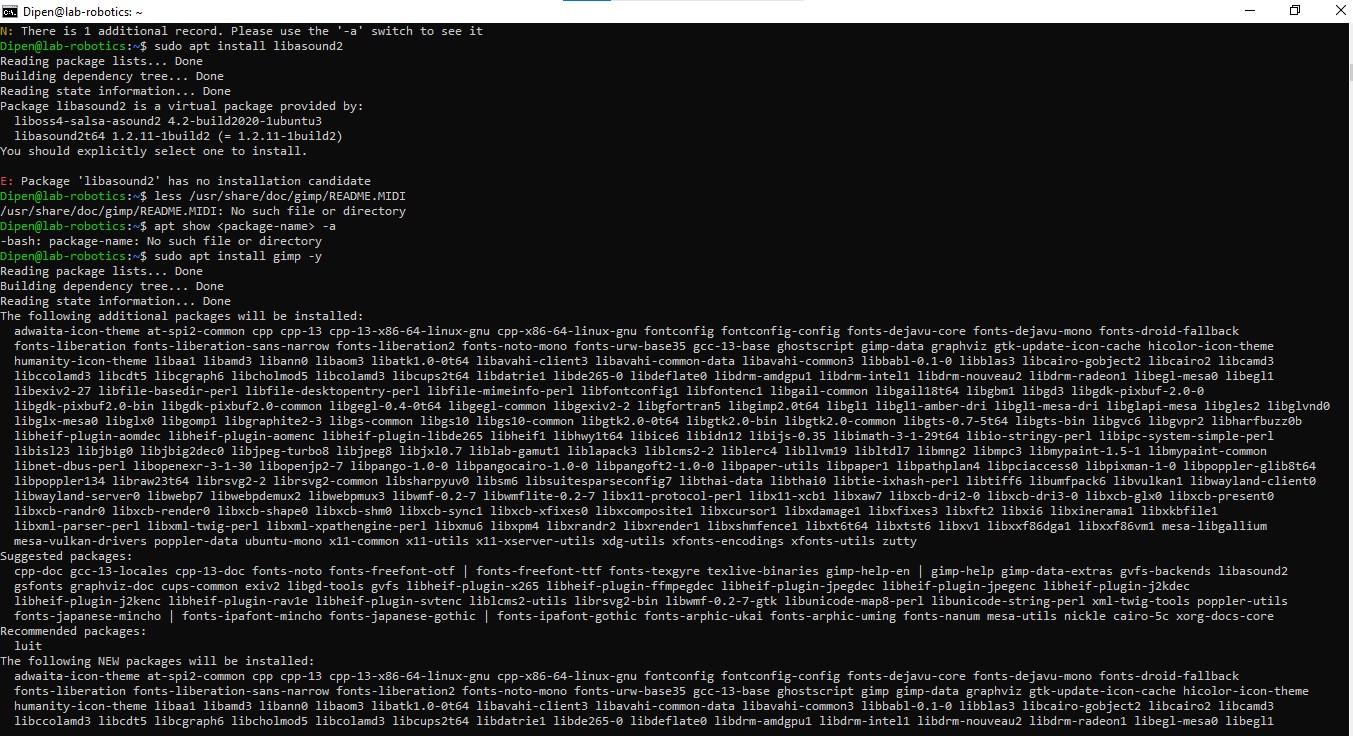 Dipen@lab-robotics: ~
N: There is 1 additional record. Please use the '-a' switch to see it
Dipen@lab-robotics:~$ sudo apt install libasound2
Reading package lists... Done
Building dependency tree... Done
Reading state information... Done
Package libasound2 is a virtual package provided by:
  liboss4-salsa-asound2 4.2-build2020-1ubuntu3
  libasound2t64 1.2.11-1build2 (= 1.2.11-1build2)
You should explicitly select one to install.

E: Package 'libasound2' has no installation candidate
Dipen@lab-robotics:~$ less /usr/share/doc/gimp/README.MIDI
/usr/share/doc/gimp/README.MIDI: No such file or directory
Dipen@lab-robotics:~$ apt show <package-name> -a
-bash: package-name: No such file or directory
Dipen@lab-robotics:~$ sudo apt install gimp -y
Reading package lists... Done
Building dependency tree... Done
Reading state information... Done
The following additional packages will be installed:
  adwaita-icon-theme at-spi2-common cpp cpp-13 cpp-13-x86-64-linux-gnu cpp-x86-64-linux-gnu fontconfig fontconfig-config fonts-dejavu-core fonts-dejavu-mono fonts-droid-fallback
  fonts-liberation fonts-liberation-sans-narrow fonts-liberation2 fonts-noto-mono fonts-urw-base35 gcc-13-base ghostscript gimp-data graphviz gtk-update-icon-cache hicolor-icon-theme
  humanity-icon-theme libaa1 libamd3 libann0 libaom3 libatk1.0-0t64 libavahi-client3 libavahi-common-data libavahi-common3 libbabl-0.1-0 libblas3 libcairo-gobject2 libcairo2 libcamd3
  libccolamd3 libcdt5 libcgraph6 libcholmod5 libcolamd3 libcups2t64 libdatrie1 libde265-0 libdeflate0 libdrm-amdgpu1 libdrm-intel1 libdrm-nouveau2 libdrm-radeon1 libegl-mesa0 libegl1
  libexiv2-27 libfile-basedir-perl libfile-desktopentry-perl libfile-mimeinfo-perl libfontconfig1 libfontenc1 libgail-common libgail18t64 libgbm1 libgd3 libgdk-pixbuf-2.0-0
  libgdk-pixbuf2.0-bin libgdk-pixbuf2.0-common libgegl-0.4-0t64 libgegl-common libgexiv2-2 libgfortran5 libgimp2.0t64 libgl1 libgl1-amber-dri libgl1-mesa-dri libglapi-mesa libgles2 libglvnd0
  libglx-mesa0 libglx0 libgomp1 libgraphite2-3 libgs-common libgs10 libgs10-common libgtk2.0-0t64 libgtk2.0-bin libgtk2.0-common libgts-0.7-5t64 libgts-bin libgvc6 libgvpr2 libharfbuzz0b
  libheif-plugin-aomdec libheif-plugin-aomenc libheif-plugin-libde265 libheif1 libhwy1t64 libice6 libidn12 libijs-0.35 libimath-3-1-29t64 libio-stringy-perl libipc-system-simple-perl
  libisl23 libjbig0 libjbig2dec0 libjpeg-turbo8 libjpeg8 libjxl0.7 liblab-gamut1 liblapack3 liblcms2-2 liblerc4 libllvm19 libltdl7 libmng2 libmpc3 libmypaint-1.5-1 libmypaint-common
  libnet-dbus-perl libopenexr-3-1-30 libopenjp2-7 libpango-1.0-0 libpangocairo-1.0-0 libpangoft2-1.0-0 libpaper-utils libpaper1 libpathplan4 libpciaccess0 libpixman-1-0 libpoppler-glib8t64
  libpoppler134 libraw23t64 librsvg2-2 librsvg2-common libsharpyuv0 libsm6 libsuitesparseconfig7 libthai-data libthai0 libtie-ixhash-perl libtiff6 libumfpack6 libvulkan1 libwayland-client0
  libwayland-server0 libwebp7 libwebpdemux2 libwebpmux3 libwmf-0.2-7 libwmflite-0.2-7 libx11-protocol-perl libx11-xcb1 libxaw7 libxcb-dri2-0 libxcb-dri3-0 libxcb-glx0 libxcb-present0
  libxcb-randr0 libxcb-render0 libxcb-shape0 libxcb-shm0 libxcb-sync1 libxcb-xfixes0 libxcomposite1 libxcursor1 libxdamage1 libxfixes3 libxft2 libxi6 libxinerama1 libxkbfile1
  libxml-parser-perl libxml-twig-perl libxml-xpathengine-perl libxmu6 libxpm4 libxrandr2 libxrender1 libxshmfence1 libxt6t64 libxtst6 libxv1 libxxf86dga1 libxxf86vm1 mesa-libgallium
  mesa-vulkan-drivers poppler-data ubuntu-mono x11-common x11-utils x11-xserver-utils xdg-utils xfonts-encodings xfonts-utils zutty
Suggested packages:
  cpp-doc gcc-13-locales cpp-13-doc fonts-noto fonts-freefont-otf | fonts-freefont-ttf fonts-texgyre texlive-binaries gimp-help-en | gimp-help gimp-data-extras gvfs-backends libasound2
  gsfonts graphviz-doc cups-common exiv2 libgd-tools gvfs libheif-plugin-x265 libheif-plugin-ffmpegdec libheif-plugin-jpegdec libheif-plugin-jpegenc libheif-plugin-j2kdec
  libheif-plugin-j2kenc libheif-plugin-rav1e libheif-plugin-svtenc liblcms2-utils librsvg2-bin libwmf-0.2-7-gtk libunicode-map8-perl libunicode-string-perl xml-twig-tools poppler-utils
  fonts-japanese-mincho | fonts-ipafont-mincho fonts-japanese-gothic | fonts-ipafont-gothic fonts-arphic-ukai fonts-arphic-uming fonts-nanum mesa-utils nickle cairo-5c xorg-docs-core
Recommended packages:
  luit
The following NEW packages will be installed:
  adwaita-icon-theme at-spi2-common cpp cpp-13 cpp-13-x86-64-linux-gnu cpp-x86-64-linux-gnu fontconfig fontconfig-config fonts-dejavu-core fonts-dejavu-mono fonts-droid-fallback
  fonts-liberation fonts-liberation-sans-narrow fonts-liberation2 fonts-noto-mono fonts-urw-base35 gcc-13-base ghostscript gimp gimp-data graphviz gtk-update-icon-cache hicolor-icon-theme
  humanity-icon-theme libaa1 libamd3 libann0 libaom3 libatk1.0-0t64 libavahi-client3 libavahi-common-data libavahi-common3 libbabl-0.1-0 libblas3 libcairo-gobject2 libcairo2 libcamd3
  libccolamd3 libcdt5 libcgraph6 libcholmod5 libcolamd3 libcups2t64 libdatrie1 libde265-0 libdeflate0 libdrm-amdgpu1 libdrm-intel1 libdrm-nouveau2 libdrm-radeon1 libegl-mesa0 libegl1